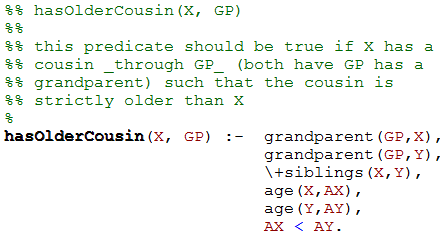 %% hasOlderCousin(X, GP)
%%
%% this predicate should be true if X has a
%% cousin _through GP_ (both have GP has a
%% grandparent) such that the cousin is
%% strictly older than X
%
hasOlderCousin(X, GP) :- grandparent(GP,X),
grandparent(GP,Y),
\+siblings(X,Y),
age(X,AX),
age(Y,AY),
AX < AY.